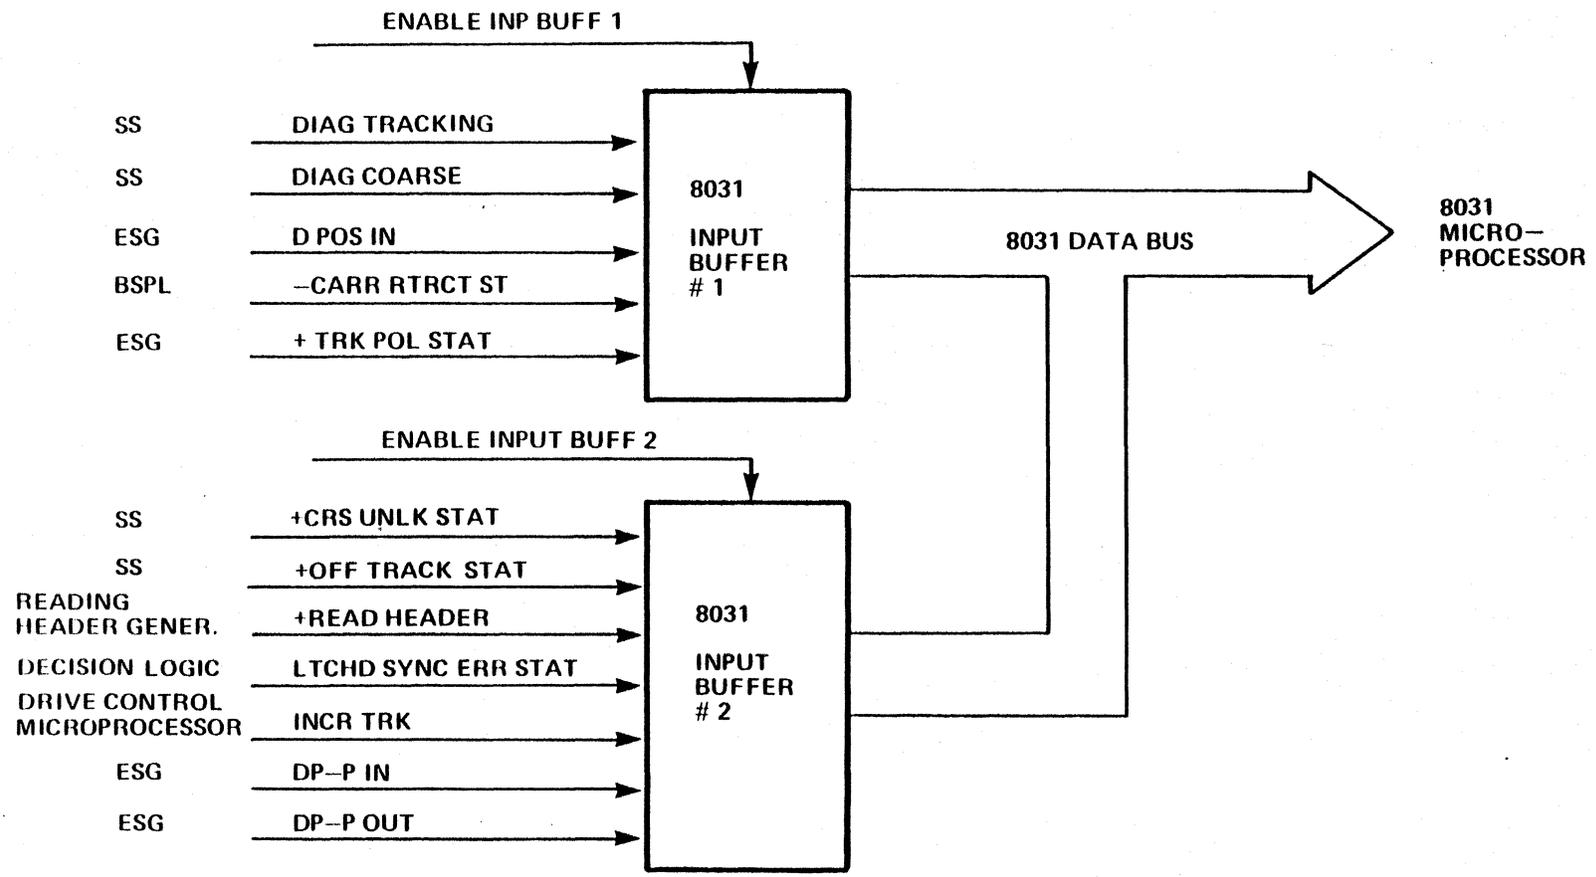 ENABLE INP BUFF 1
SS DIAG TRACKING
SS DIAG COARSE
ESG D POS IN
BSPL –CARR RTRCT ST
ESG + TRK POL STAT
8031
INPUT
BUFFER
# 1
8031 DATA BUS
8031
MICRO–
PROCESSOR
ENABLE INPUT BUFF 2
SS +CRS UNLK STAT
SS +OFF TRACK STAT
READING
HEADER GENER. +READ HEADER
DECISION LOGIC LTCHD SYNC ERR STAT
DRIVE CONTROL
MICROPROCESSOR INCR TRK
ESG DP–P IN
ESG DP–P OUT
8031
INPUT
BUFFER
# 2